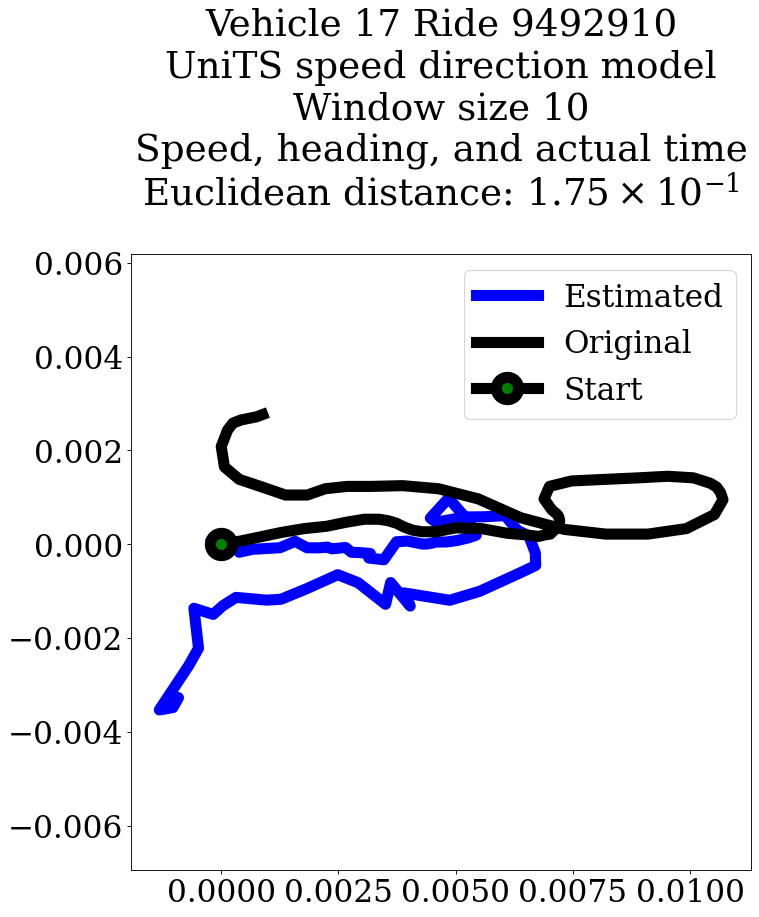 Vehicle 17 Ride 9492910
UniTS speed direction model
Window size 10
Speed, heading, and actual time
Euclidean distance: 1.75 × 10⁻¹
Estimated
Original
Start
0.006
0.004
0.002
0.000
−0.002
−0.004
−0.006
0.0000 0.0025 0.0050 0.0075 0.0100